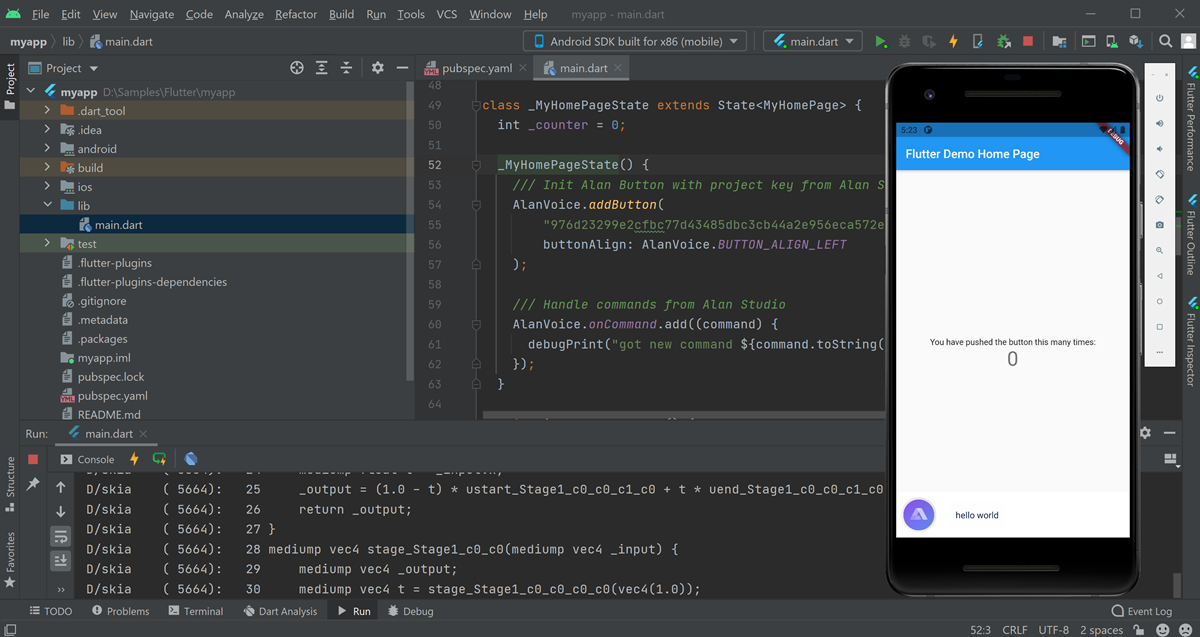 File Edit View Navigate Code Analyze Refactor Build Run Tools VCS Window Help myapp - main.dart
myapp lib main.dart
Android SDK built for x86 (mobile) main.dart
Project
Project
myapp D:\Samples\Flutter\myapp
.dart_tool
.idea
android
build
ios
lib
main.dart
test
.flutter-plugins
.flutter-plugins-dependencies
.gitignore
.metadata
.packages
myapp.iml
pubspec.lock
pubspec.yaml
README.md
pubspec.yaml main.dart
48
49 class _MyHomePageState extends State<MyHomePage> {
50 int _counter = 0;
51
52 _MyHomePageState() {
53 /// Init Alan Button with project key from Alan S
54 AlanVoice.addButton(
55 "976d23299e2cfbc77d43485dbc3cb44a2e956eca572e
56 buttonAlign: AlanVoice.BUTTON_ALIGN_LEFT
57 );
58
59 /// Handle commands from Alan Studio
60 AlanVoice.onCommand.add((command) {
61 debugPrint("got new command ${command.toString(
62 });
63 }
64
5:23
DEBUG
Flutter Demo Home Page
You have pushed the button this many times:
0
hello world
Flutter Performance
Flutter Outline
Flutter Inspector
Run: main.dart
Console
Structure
Favorites
D/skia ( 5664): 25 _output = (1.0 - t) * ustart_Stage1_c0_c0_c1_c0 + t * uend_Stage1_c0_c0_c1_c0
D/skia ( 5664): 26 return _output;
D/skia ( 5664): 27 }
D/skia ( 5664): 28 mediump vec4 stage_Stage1_c0_c0(mediump vec4 _input) {
D/skia ( 5664): 29 mediump vec4 _output;
D/skia ( 5664): 30 mediump vec4 t = stage_Stage1_c0_c0_c0_c0(vec4(1.0));
TODO Problems Terminal Dart Analysis Run Debug Event Log
52:3 CRLF UTF-8 2 spaces